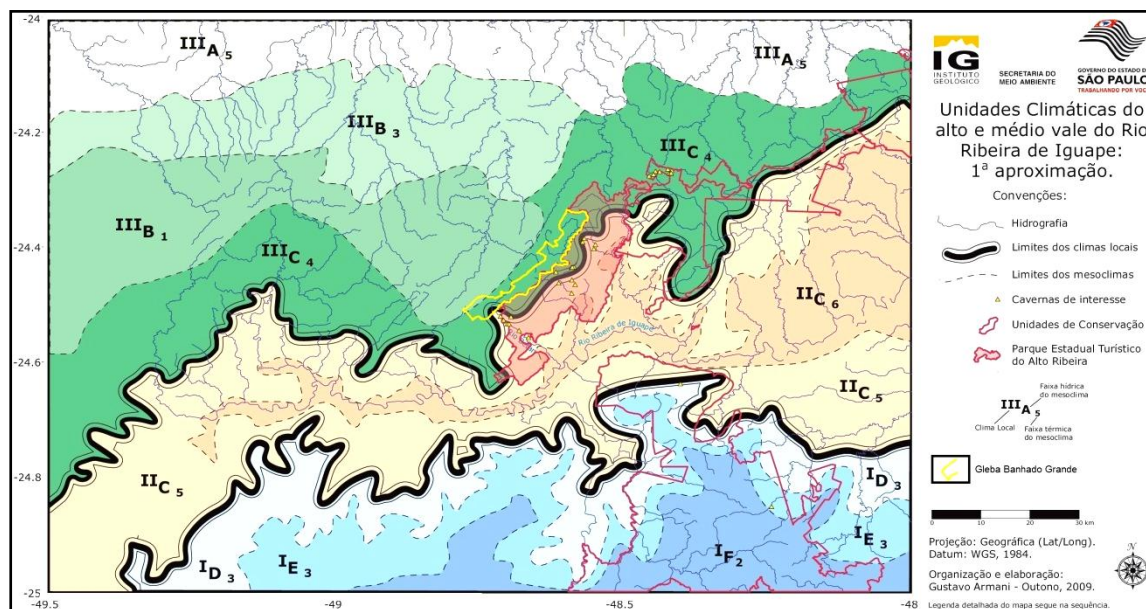 -24
-24.2
-24.4
-24.6
-24.8
-25
-49.5
-49
-48.5
-48
IIIA5
IIIA5
IIIB3
IIIC4
IIIB1
IIIC4
IIC6
Rio Ribeira de Iguape
IIC5
IIC5
ID3
ID3
IE3
IE3
IF2
IG
INSTITUTO
GEOLÓGICO
SECRETARIA DO
MEIO AMBIENTE
GOVERNO DO ESTADO DE
SÃO PAULO
TRABALHANDO POR VOCÊ
Unidades Climáticas do
alto e médio vale do Rio
Ribeira de Iguape:
1ª aproximação.
Convenções:
Hidrografia
Limites dos climas locais
Limites dos mesoclimas
Cavernas de interesse
Unidades de Conservação
Parque Estadual Turístico
do Alto Ribeira
Faixa hídrica
do mesoclima
IIIA5
Clima Local
Faixa térmica
do mesoclima
Gleba Banhado Grande
0 10 20 30 km
Projeção: Geográfica (Lat/Long).
Datum: WGS, 1984.
Organização e elaboração:
Gustavo Armani - Outono, 2009.
Legenda detalhada do mapa segue na sequência.
N